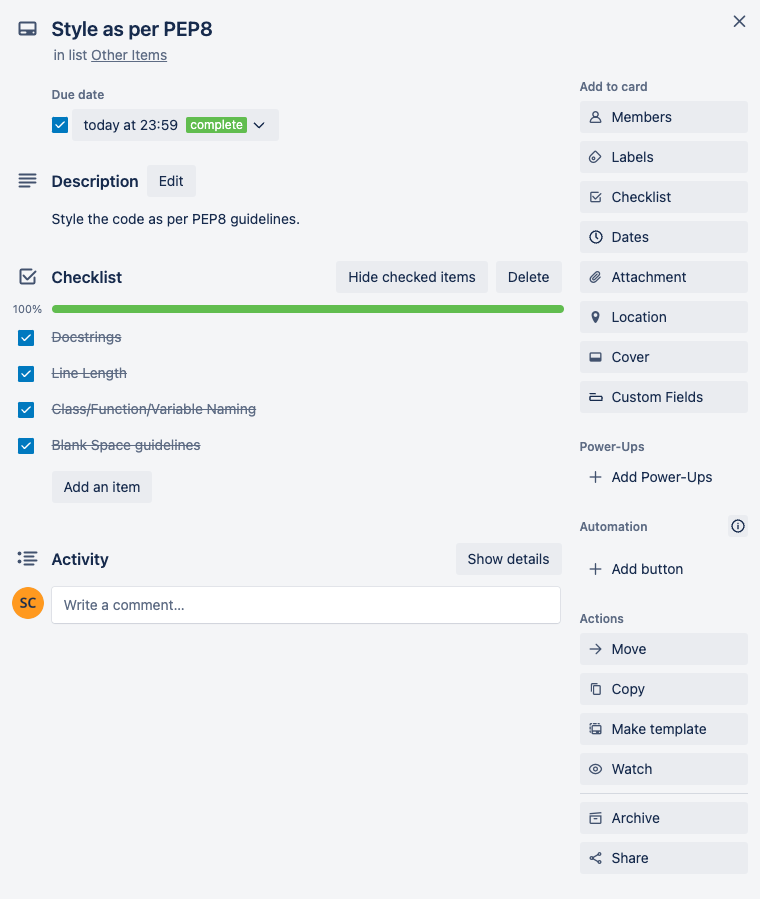 Style as per PEP8
in list Other Items
Due date
today at 23:59 complete
Description Edit
Style the code as per PEP8 guidelines.
Checklist Hide checked items Delete
100%
Docstrings
Line Length
Class/Function/Variable Naming
Blank Space guidelines
Add an item
Activity Show details
SC Write a comment...
Add to card
Members
Labels
Checklist
Dates
Attachment
Location
Cover
Custom Fields
Power-Ups
Add Power-Ups
Automation
Add button
Actions
Move
Copy
Make template
Watch
Archive
Share